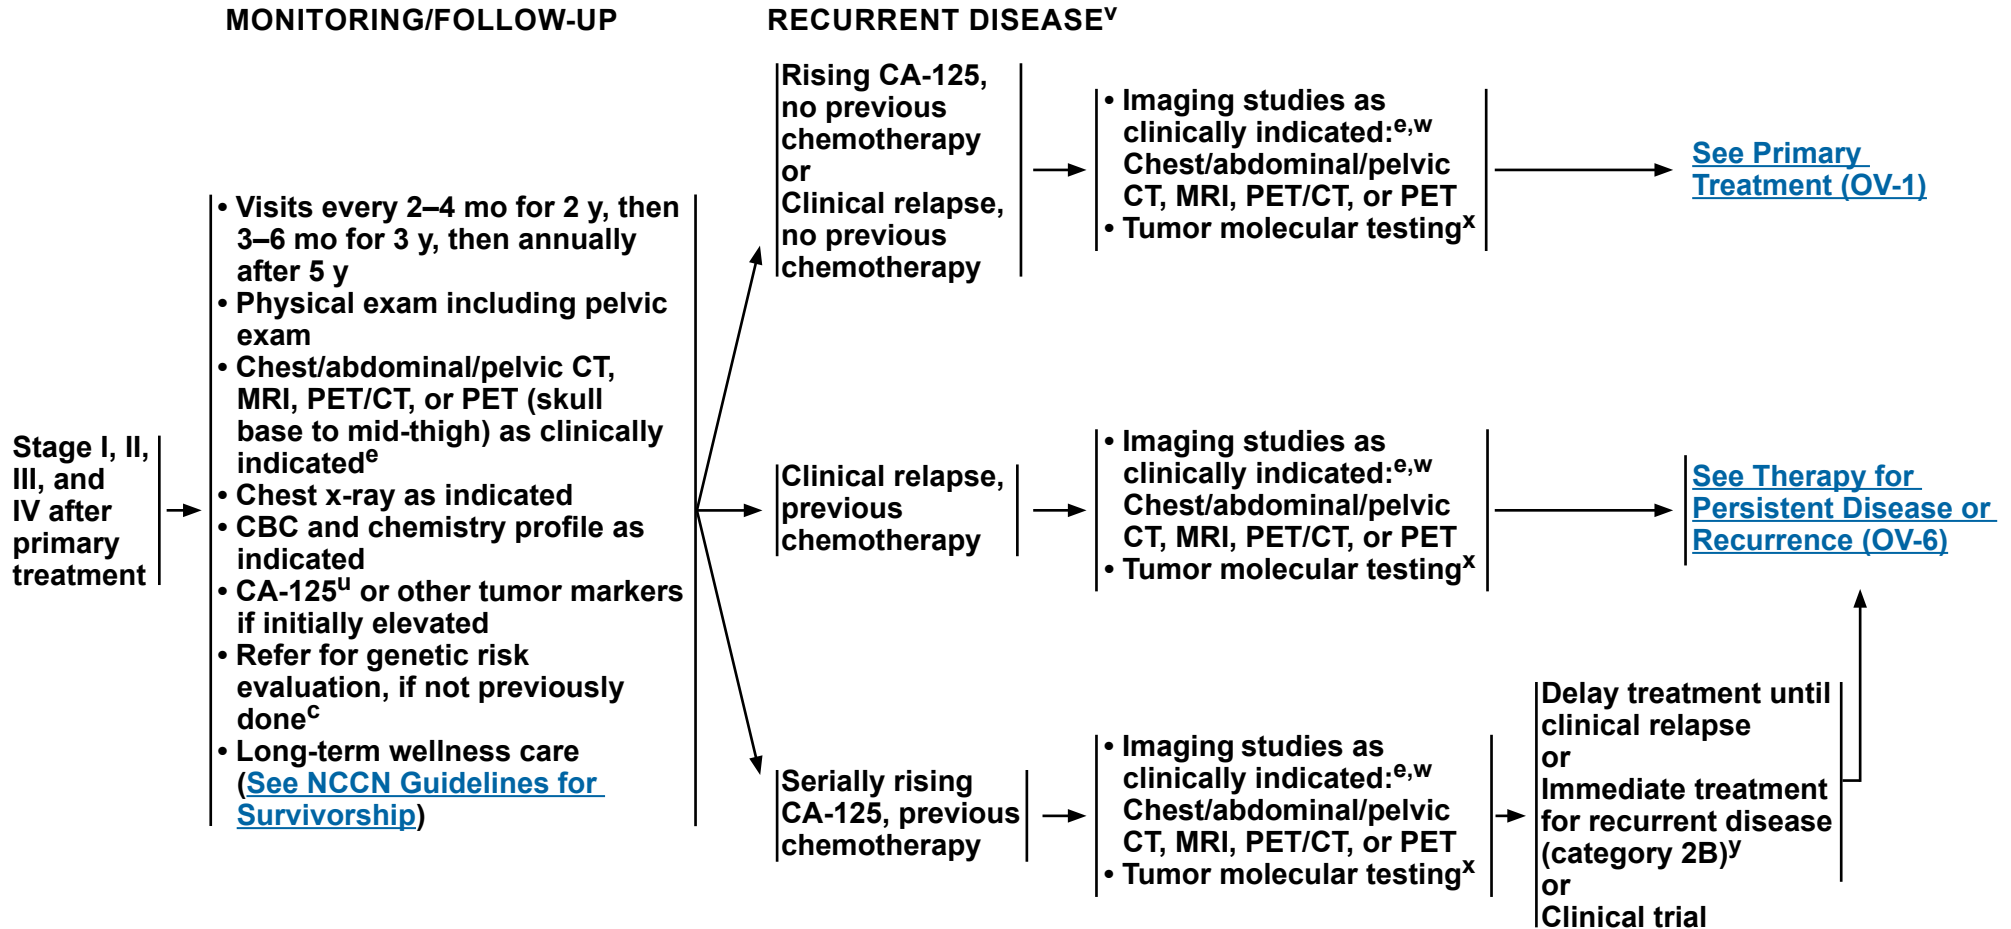 MONITORING/FOLLOW-UP
RECURRENT DISEASEv
Stage I, II,
III, and
IV after
primary
treatment
• Visits every 2–4 mo for 2 y, then
3–6 mo for 3 y, then annually
after 5 y
• Physical exam including pelvic
exam
• Chest/abdominal/pelvic CT,
MRI, PET/CT, or PET (skull
base to mid-thigh) as clinically
indicatede
• Chest x-ray as indicated
• CBC and chemistry profile as
indicated
• CA-125u or other tumor markers
if initially elevated
• Refer for genetic risk
evaluation, if not previously
donec
• Long-term wellness care
(See NCCN Guidelines for
Survivorship)
Rising CA-125,
no previous
chemotherapy
or
Clinical relapse,
no previous
chemotherapy
• Imaging studies as
clinically indicated:e,w
Chest/abdominal/pelvic
CT, MRI, PET/CT, or PET
• Tumor molecular testingx
See Primary
Treatment (OV-1)
Clinical relapse,
previous
chemotherapy
• Imaging studies as
clinically indicated:e,w
Chest/abdominal/pelvic
CT, MRI, PET/CT, or PET
• Tumor molecular testingx
See Therapy for
Persistent Disease or
Recurrence (OV-6)
Serially rising
CA-125, previous
chemotherapy
• Imaging studies as
clinically indicated:e,w
Chest/abdominal/pelvic
CT, MRI, PET/CT, or PET
• Tumor molecular testingx
Delay treatment until
clinical relapse
or
Immediate treatment
for recurrent disease
(category 2B)y
or
Clinical trial